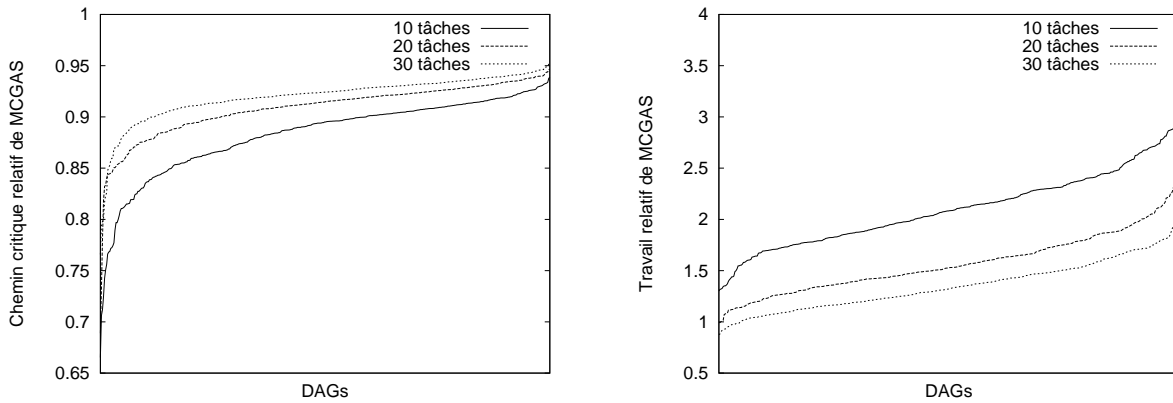 Chemin critique relatif de MCGAS
1
0.95
0.9
0.85
0.8
0.75
0.7
0.65
10 tâches
20 tâches
30 tâches
DAGs
Travail relatif de MCGAS
4
3.5
3
2.5
2
1.5
1
0.5
10 tâches
20 tâches
30 tâches
DAGs